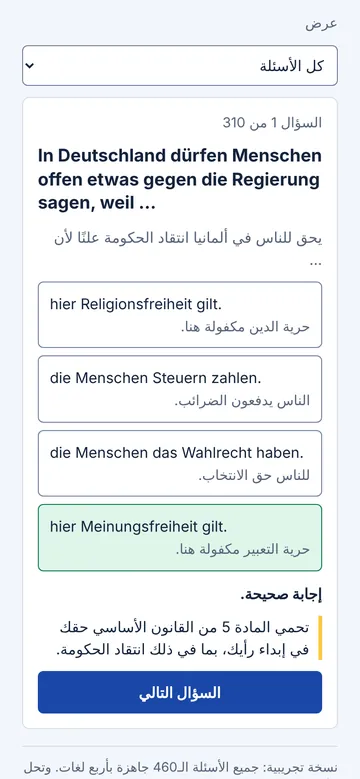 عرض
كل الأسئلة
السؤال 1 من 310
In Deutschland dürfen Menschen
offen etwas gegen die Regierung
sagen, weil ...
يحق للناس في ألمانيا انتقاد الحكومة علنًا لأن
...
hier Religionsfreiheit gilt.
حرية الدين مكفولة هنا.
die Menschen Steuern zahlen.
الناس يدفعون الضرائب.
die Menschen das Wahlrecht haben.
للناس حق الانتخاب.
hier Meinungsfreiheit gilt.
حرية التعبير مكفولة هنا.
إجابة صحيحة.
تحمي المادة 5 من القانون الأساسي حقك
في إبداء رأيك، بما في ذلك انتقاد الحكومة.
السؤال التالي
نسخة تجريبية: جميع الأسئلة الـ460 جاهزة بأربع لغات. وتحل